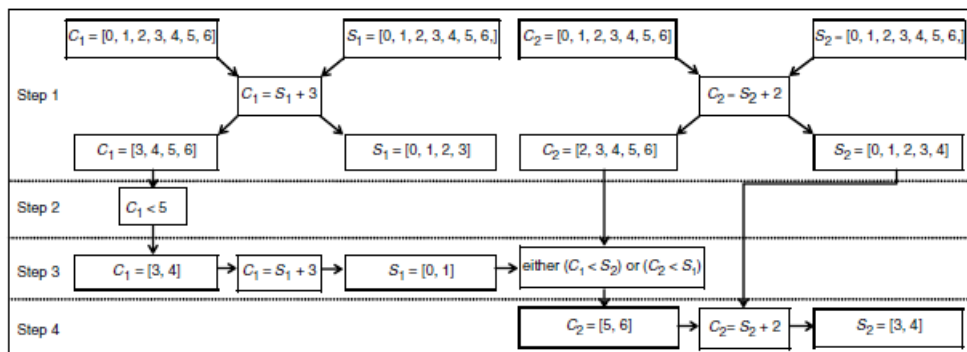 C1 = [0, 1, 2, 3, 4, 5, 6]
S1 = [0, 1, 2, 3, 4, 5, 6,]
C2 = [0, 1, 2, 3, 4, 5, 6]
S2 = [0, 1, 2, 3, 4, 5, 6,]
Step 1
C1 = S1 + 3
C2 = S2 + 2
C1 = [3, 4, 5, 6]
S1 = [0, 1, 2, 3]
C2 = [2, 3, 4, 5, 6]
S2 = [0, 1, 2, 3, 4]
Step 2
C1 < 5
Step 3
C1 = [3, 4]
C1 = S1 + 3
S1 = [0, 1]
either (C1 < S2) or (C2 < S1)
Step 4
C2 = [5, 6]
C2= S2 + 2
S2 = [3, 4]